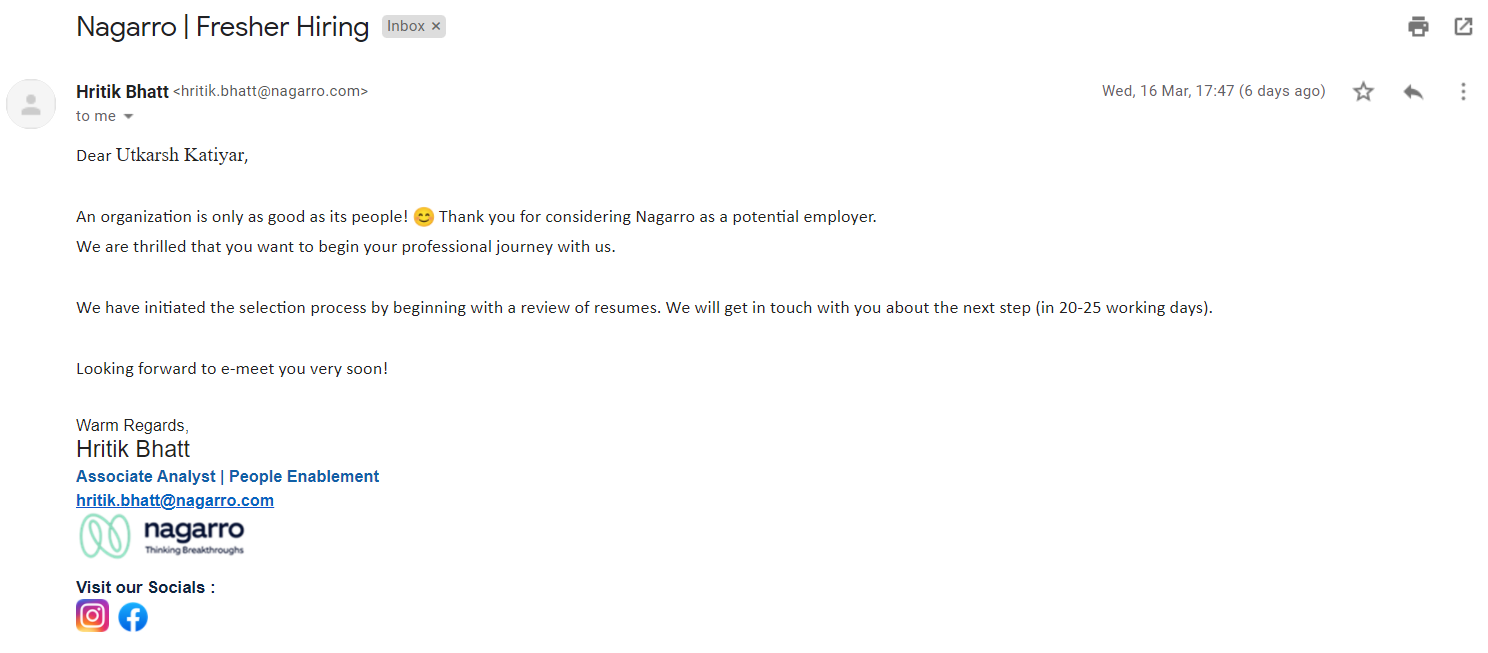 Nagarro | Fresher Hiring Inbox ×
Hritik Bhatt <hritik.bhatt@nagarro.com> Wed, 16 Mar, 17:47 (6 days ago)
to me
Dear Utkarsh Katiyar,
An organization is only as good as its people! 😊 Thank you for considering Nagarro as a potential employer.
We are thrilled that you want to begin your professional journey with us.
We have initiated the selection process by beginning with a review of resumes. We will get in touch with you about the next step (in 20-25 working days).
Looking forward to e-meet you very soon!
Warm Regards,
Hritik Bhatt
Associate Analyst | People Enablement
hritik.bhatt@nagarro.com
nagarro
Thinking Breakthroughs
Visit our Socials :